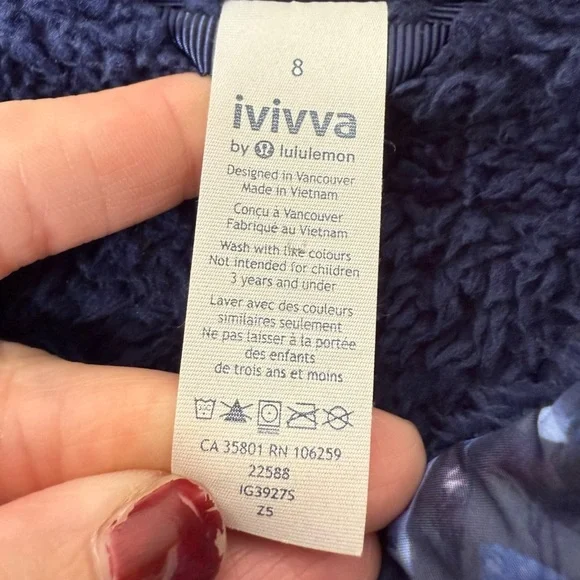 8
ivivva
by lululemon
Designed in Vancouver
Made in Vietnam
Conçu a Vancouver
Fabriqué au Vietnam
Wash with like colours
Not intended for children
3 years and under
Laver avec des couleurs
similaires seulement
Ne pas laisser à la portée
des enfants
de trois ans et moins
CA 35801 RN 106259
22588
IG3927S
Z5